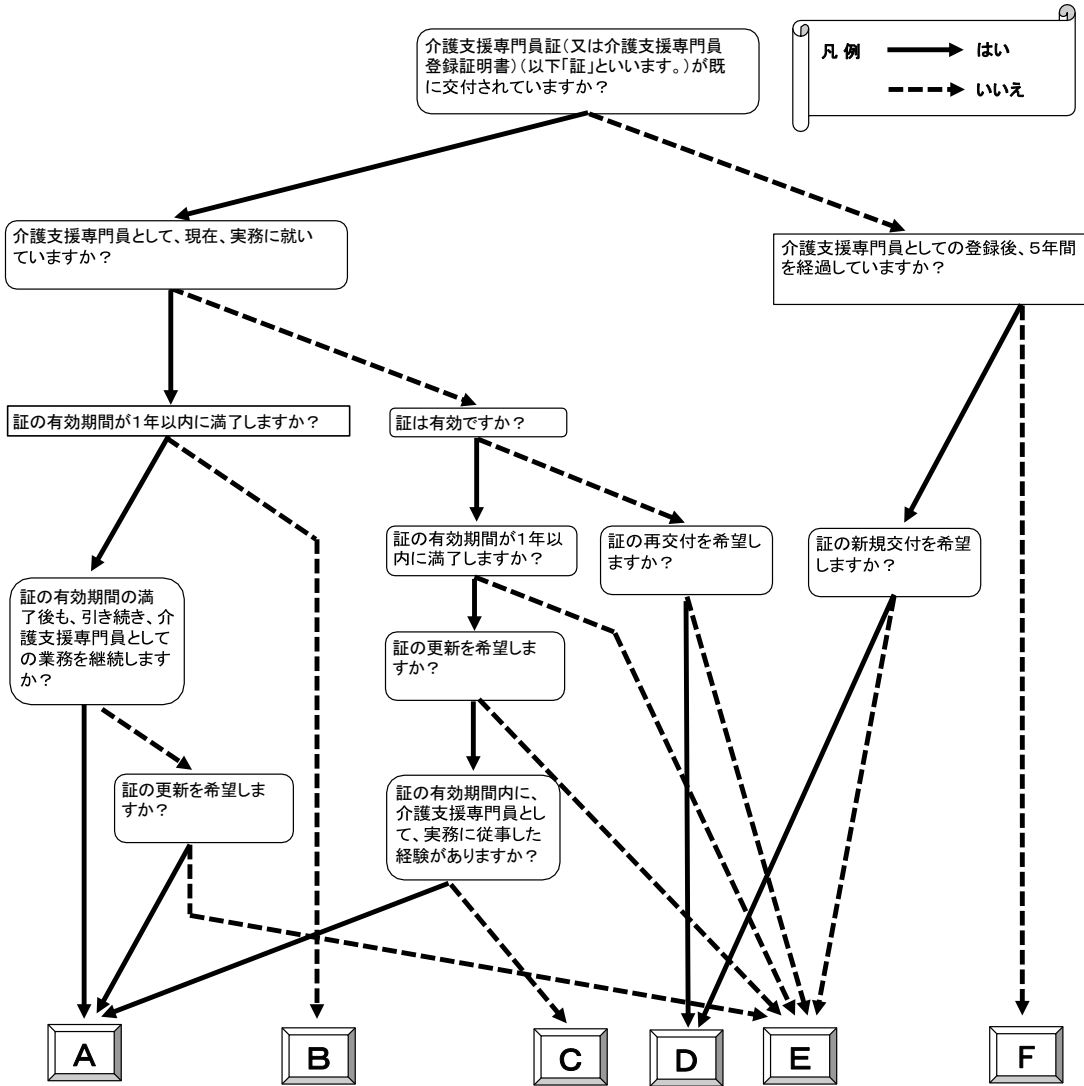 介護支援専門員証(又は介護支援専門員
登録証明書)(以下「証」といいます。)が既
に交付されていますか?
凡 例
はい
いいえ
介護支援専門員として、現在、実務に就い
ていますか?
介護支援専門員としての登録後、5年間
を経過していますか?
証の有効期間が1年以内に満了しますか?
証は有効ですか?
証の有効期間が1年以
内に満了しますか?
証の再交付を希望し
ますか?
証の新規交付を希望
しますか?
証の有効期間の満
了後も、引き続き、介
護支援専門員として
の業務を継続します
か?
証の更新を希望しま
すか?
証の更新を希望しま
すか?
証の有効期間内に、
介護支援専門員とし
て、実務に従事した
経験がありますか?
A
B
C
D
E
F